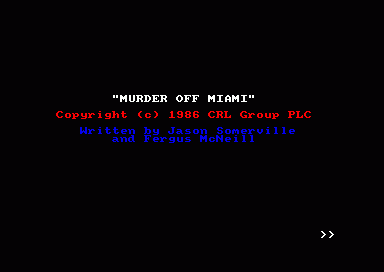 "MURDER OFF MIAMI"
Copyright (c) 1986 CRL Group PLC
Written by Jason Somerville
and Fergus McNeill
>>